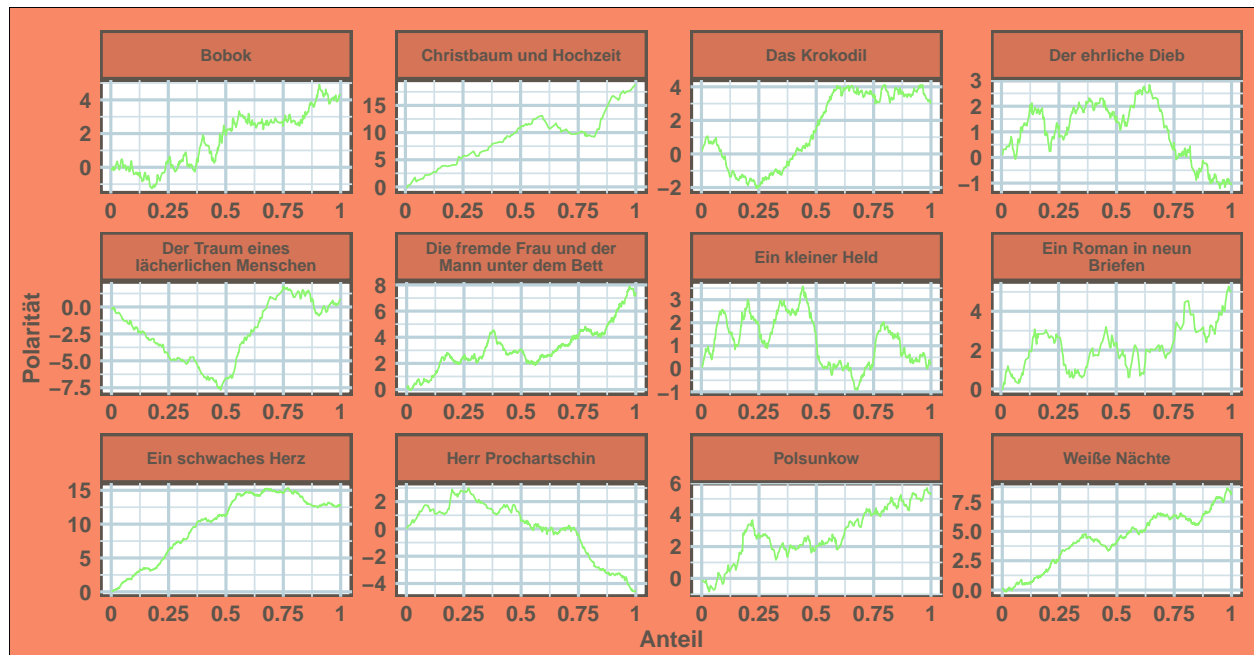 Bobok
Christbaum und Hochzeit
Das Krokodil
Der ehrliche Dieb
4
2
0
0 0.25 0.5 0.75 1
15
10
5
0
0 0.25 0.5 0.75 1
4
2
0
−2
0 0.25 0.5 0.75 1
3
2
1
0
−1
0 0.25 0.5 0.75 1
Polarität
Der Traum eines
lächerlichen Menschen
Die fremde Frau und der
Mann unter dem Bett
Ein kleiner Held
Ein Roman in neun
Briefen
0.0
−2.5
−5.0
−7.5
0 0.25 0.5 0.75 1
8
6
4
2
0
0 0.25 0.5 0.75 1
3
2
1
0
−1
0 0.25 0.5 0.75 1
4
2
0
0 0.25 0.5 0.75 1
Ein schwaches Herz
Herr Prochartschin
Polsunkow
Weiße Nächte
15
10
5
0
0 0.25 0.5 0.75 1
2
0
−2
−4
0 0.25 0.5 0.75 1
6
4
2
0
0 0.25 0.5 0.75 1
7.5
5.0
2.5
0.0
0 0.25 0.5 0.75 1
Anteil